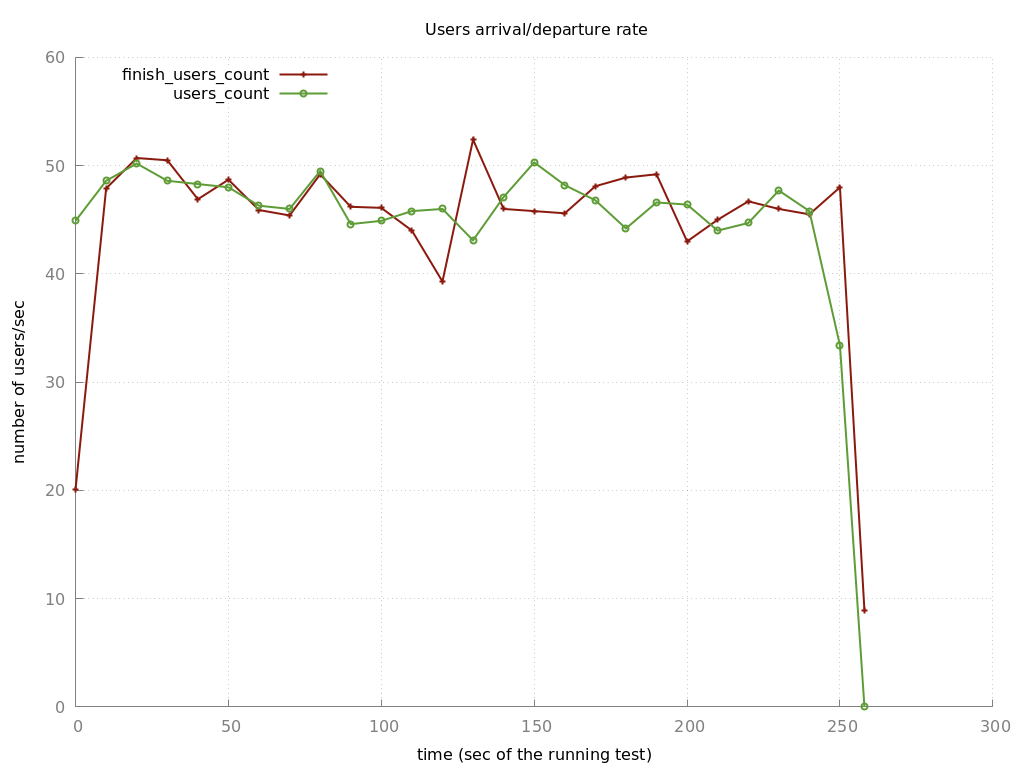 Users arrival/departure rate
finish_users_count
users_count
60
50
40
30
20
10
0
number of users/sec
0 50 100 150 200 250 300
time (sec of the running test)